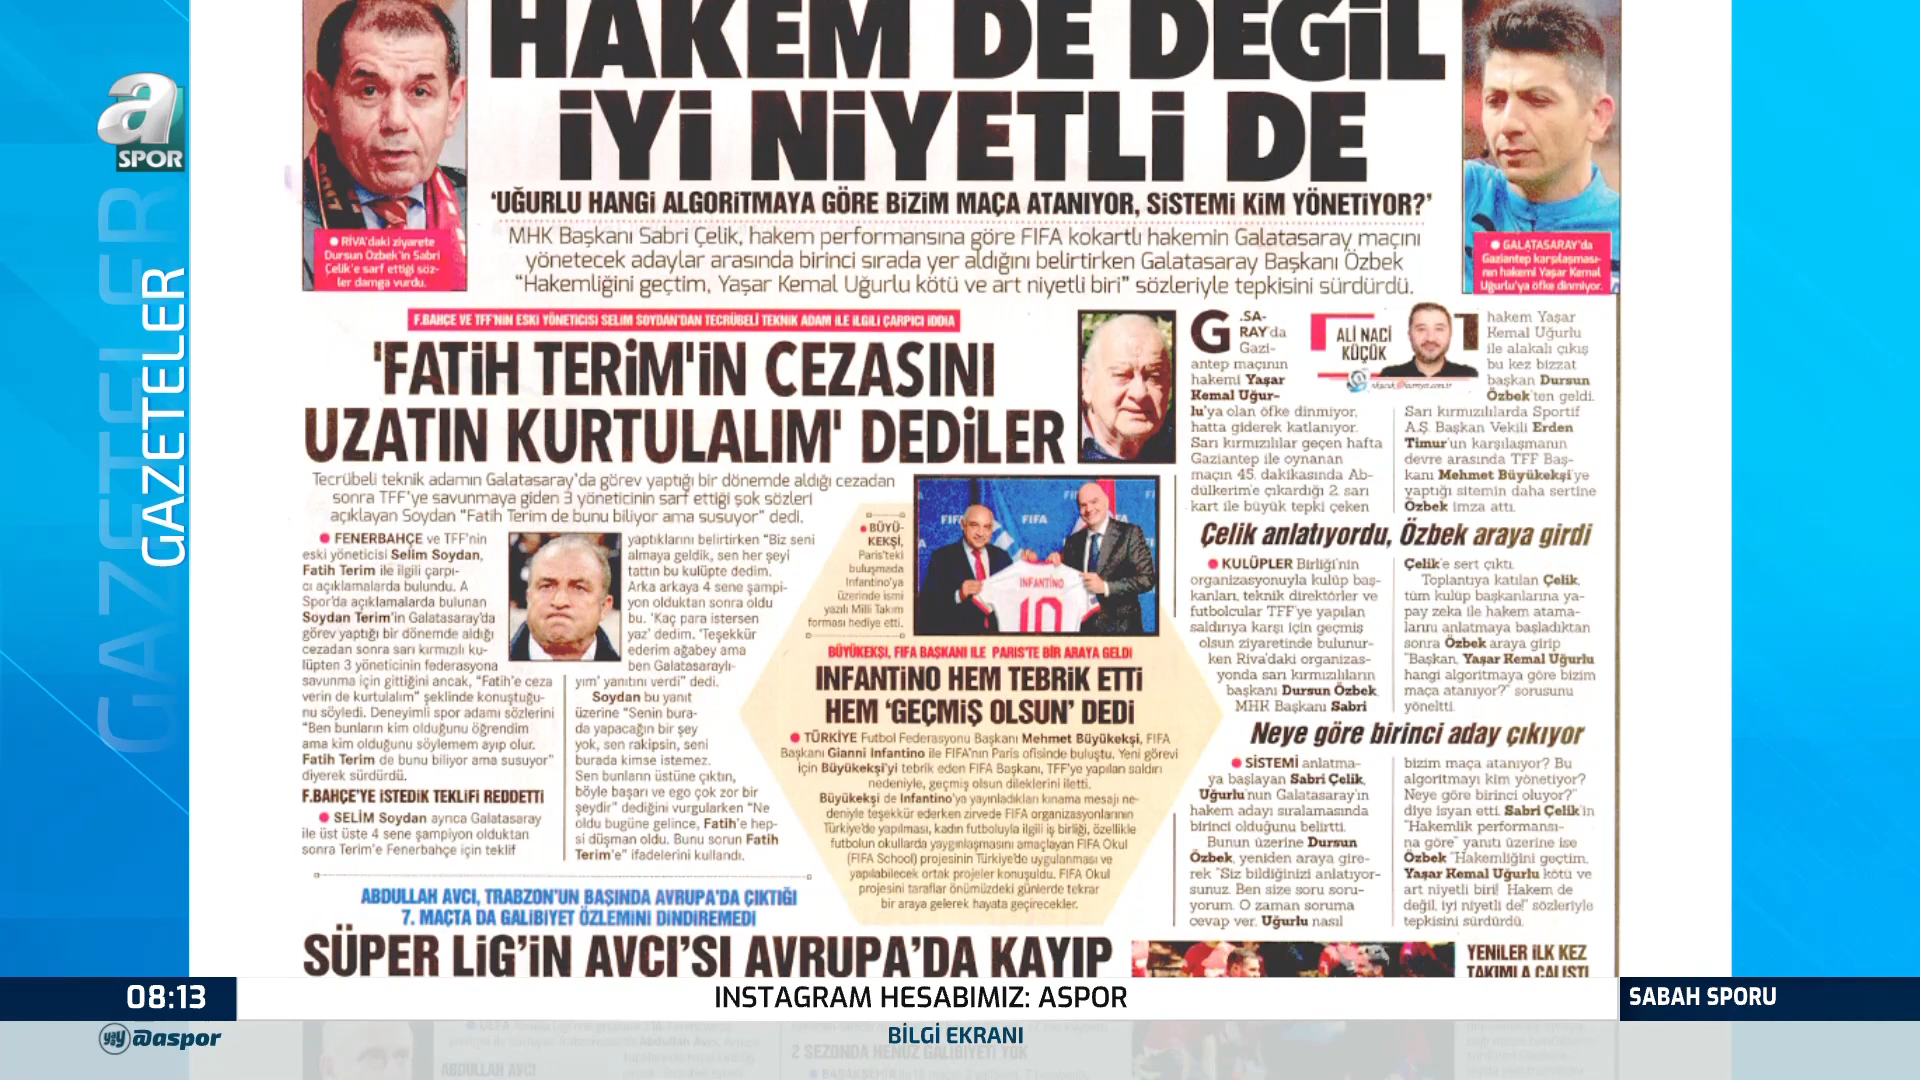 a
SPOR
GAZETELER
GAZETELER
HAKEM DE DEĞİL
İYİ NİYETLİ DE
'UĞURLU HANGİ ALGORİTMAYA GÖRE BİZİM MAÇA ATANIYOR, SİSTEMİ KİM YÖNETİYOR?'
MHK Başkanı Sabri Çelik, hakem performansına göre FIFA kokartlı hakemin Galatasaray maçını
yönetecek adaylar arasında birinci sırada yer aldığını belirtirken Galatasaray Başkanı Özbek
"Hakemliğini geçtim, Yaşar Kemal Uğurlu kötü ve art niyetli biri" sözleriyle tepkisini sürdürdü.
● RİVA'daki ziyarete
Dursun Özbek'in Sabri
Çelik'e sarf ettiği söz-
ler damga vurdu.
● GALATASARAY'da
Gaziantep karşılaşması-
nın hakemi Yaşar Kemal
Uğurlu'ya öfke dinmiyor.
F.BAHÇE VE TFF'NİN ESKİ YÖNETİCİSİ SELİM SOYDAN'DAN TECRÜBELİ TEKNİK ADAM İLE İLGİLİ ÇARPICI İDDİA
'FATİH TERİM'İN CEZASINI
UZATIN KURTULALIM' DEDİLER
Tecrübeli teknik adamın Galatasaray'da görev yaptığı bir dönemde aldığı cezadan
sonra TFF'ye savunmaya giden 3 yöneticinin sarf ettiği şok sözleri
açıklayan Soydan "Fatih Terim de bunu biliyor ama susuyor" dedi.
● FENERBAHÇE ve TFF'nin
eski yöneticisi Selim Soydan,
Fatih Terim ile ilgili çarpı-
cı açıklamalarda bulundu. A
Spor'da açıklamalarda bulunan
Soydan Terim'in Galatasaray'da
görev yaptığı bir dönemde aldığı
cezadan sonra sarı kırmızılı ku-
lüpten 3 yöneticinin federasyona
savunma için gittiğini ancak, "Fatih'e ceza
verin de kurtulalım" şeklinde konuştuğu-
nu söyledi. Deneyimli spor adamı sözlerini
"Ben bunların kim olduğunu öğrendim
ama kim olduğunu söylemem ayıp olur.
Fatih Terim de bunu biliyor ama susuyor"
diyerek sürdürdü.
F.BAHÇE'YE İSTEDİK TEKLİFİ REDDETTİ
● SELİM Soydan ayrıca Galatasaray
ile üst üste 4 sene şampiyon olduktan
sonra Terim'e Fenerbahçe için teklif
yaptıklarını belirtirken "Biz seni
almaya geldik, sen her şeyi
tattın bu kulüpte dedim.
Arka arkaya 4 sene şampi-
yon olduktan sonra oldu
bu. 'Kaç para istersen
yaz' dedim. 'Teşekkür
ederim ağabey ama
ben Galatasaraylı-
yım' yanıtını verdi" dedi.
Soydan bu yanıt
üzerine "Senin bura-
da yapacağın bir şey
yok, sen rakipsin, seni
burada kimse istemez.
Sen bunların üstüne çıktın,
böyle başarı ve ego çok zor bir
şeydir" dediğini vurgularken "Ne
oldu bugüne gelince, Fatih'e hep-
si düşman oldu. Bunu sorun Fatih
Terim'e" ifadelerini kullandı.
● BÜYÜ-
KEKŞİ,
Paris'teki
buluşmada
Infantino'ya
üzerinde ismi
yazılı Milli Takım
forması hediye etti.
FIFA
FIFA
INFANTINO
10
BÜYÜKEKŞİ, FIFA BAŞKANI İLE PARIS'TE BİR ARAYA GELDİ
INFANTİNO HEM TEBRİK ETTİ
HEM 'GEÇMİŞ OLSUN' DEDİ
● TÜRKİYE Futbol Federasyonu Başkanı Mehmet Büyükekşi, FIFA
Başkanı Gianni Infantino ile FIFA'nın Paris ofisinde buluştu. Yeni görevi
için Büyükekşi'yi tebrik eden FIFA Başkanı, TFF'ye yapılan saldırı
nedeniyle, geçmiş olsun dileklerini iletti.
Büyükekşi de Infantino'ya yayınladıkları kınama mesajı ne-
deniyle teşekkür ederken zirvede FIFA organizasyonlarının
Türkiye'de yapılması, kadın futboluyla ilgili iş birliği, özellikle
futbolun okullarda yaygınlaşmasını amaçlayan FIFA Okul
(FIFA School) projesinin Türkiye'de uygulanması ve
yapılabilecek ortak projeler konuşuldu. FIFA Okul
projesini taraflar önümüzdeki günlerde tekrar
bir araya gelerek hayata geçirecekler.
ALİ NACİ
KÜÇÜK
G.SA-
RAY'da
Gazi-
antep maçının
hakemi Yaşar
Kemal Uğur-
lu'ya olan öfke dinmiyor,
hatta giderek katlanıyor.
Sarı kırmızılılar geçen hafta
Gaziantep ile oynanan
maçın 45. dakikasında Ab-
dülkerim'e çıkardığı 2. sarı
kart ile büyük tepki çeken
hakem Yaşar
Kemal Uğurlu
ile alakalı çıkış
bu kez bizzat
başkan Dursun
Özbek'ten geldi.
Sarı kırmızılılarda Sportif
A.Ş. Başkan Vekili Erden
Timur'un karşılaşmanın
devre arasında TFF Baş-
kanı Mehmet Büyükekşi'ye
yaptığı sitemin daha sertine
Özbek imza attı.
Çelik anlatıyordu, Özbek araya girdi
● KULÜPLER Birliği'nin
organizasyonuyla kulüp baş-
kanları, teknik direktörler ve
futbolcular TFF'ye yapılan
saldırıya karşı için geçmiş
olsun ziyaretinde bulunur-
ken Riva'daki organizas-
yonda sarı kırmızılıların
başkanı Dursun Özbek,
MHK Başkanı Sabri
Çelik'e sert çıktı.
Toplantıya katılan Çelik,
tüm kulüp başkanlarına ya-
pay zeka ile hakem atama-
larını anlatmaya başladıktan
sonra Özbek araya girip
"Başkan, Yaşar Kemal Uğurlu
hangi algoritmaya göre bizim
maça atanıyor?" sorusunu
yöneltti.
Neye göre birinci aday çıkıyor
● SİSTEMİ anlatma-
ya başlayan Sabri Çelik,
Uğurlu'nun Galatasaray'ın
hakem adayı sıralamasında
birinci olduğunu belirtti.
Bunun üzerine Dursun
Özbek, yeniden araya gire-
rek "Siz bildiğinizi anlatıyor-
sunuz. Ben size soru soru-
yorum. O zaman soruma
cevap ver. Uğurlu nasıl
bizim maça atanıyor? Bu
algoritmayı kim yönetiyor?
Neye göre birinci oluyor?"
diye isyan etti. Sabri Çelik'in
"Hakemlik performansı-
na göre" yanıtı üzerine ise
Özbek "Hakemliğini geçtim,
Yaşar Kemal Uğurlu kötü ve
art niyetli biri! Hakem de
değil, iyi niyetli de!" sözleriyle
tepkisini sürdürdü.
ABDULLAH AVCI, TRABZON'UN BAŞINDA AVRUPA'DA ÇIKTIĞI
7. MAÇTA DA GALİBİYET ÖZLEMİNİ DİNDİREMEDİ
SÜPER LİG'İN AVCI'SI AVRUPA'DA KAYIP
YENİLER İLK KEZ
TAKIMLA ÇALIŞTI
08:13
INSTAGRAM HESABIMIZ: ASPOR
SABAH SPORU
@aspor
BİLGİ EKRANI
2 SEZONDA HENÜZ GALİBİYETİ YOK
ABDULLAH AVCI